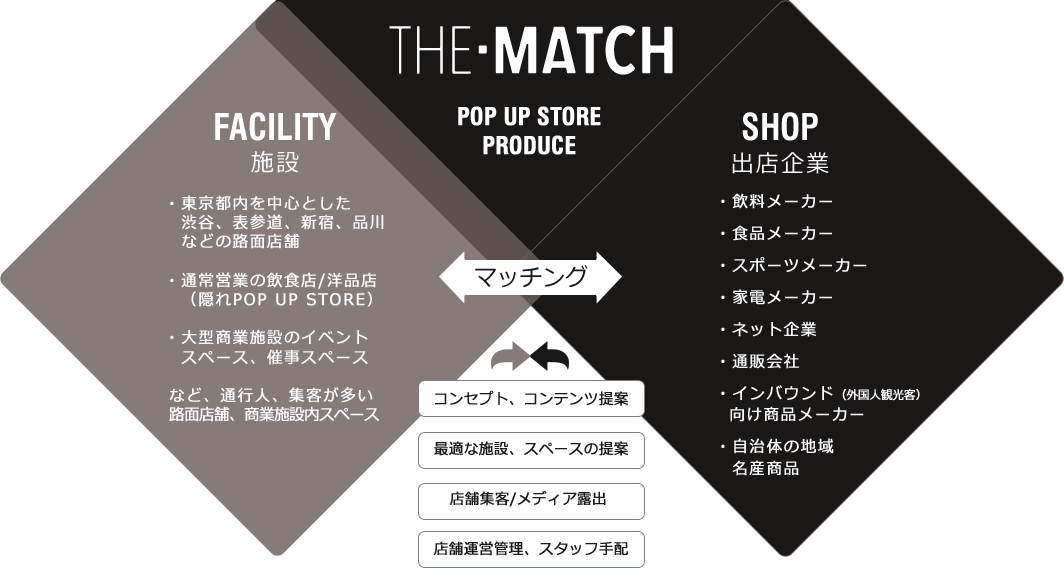 THE·MATCH
POP UP STORE
PRODUCE
FACILITY
施設
・東京都内を中心とした
渋谷、表参道、新宿、品川
などの路面店舗
・通常営業の飲食店/洋品店
（隠れPOP UP STORE）
・大型商業施設のイベント
スペース、催事スペース
など、通行人、集客が多い
路面店舗、商業施設内スペース
マッチング
SHOP
出店企業
・飲料メーカー
・食品メーカー
・スポーツメーカー
・家電メーカー
・ネット企業
・通販会社
・インバウンド（外国人観光客）
向け商品メーカー
・自治体の地域
名産商品
コンセプト、コンテンツ提案
最適な施設、スペースの提案
店舗集客/メディア露出
店舗運営管理、スタッフ手配